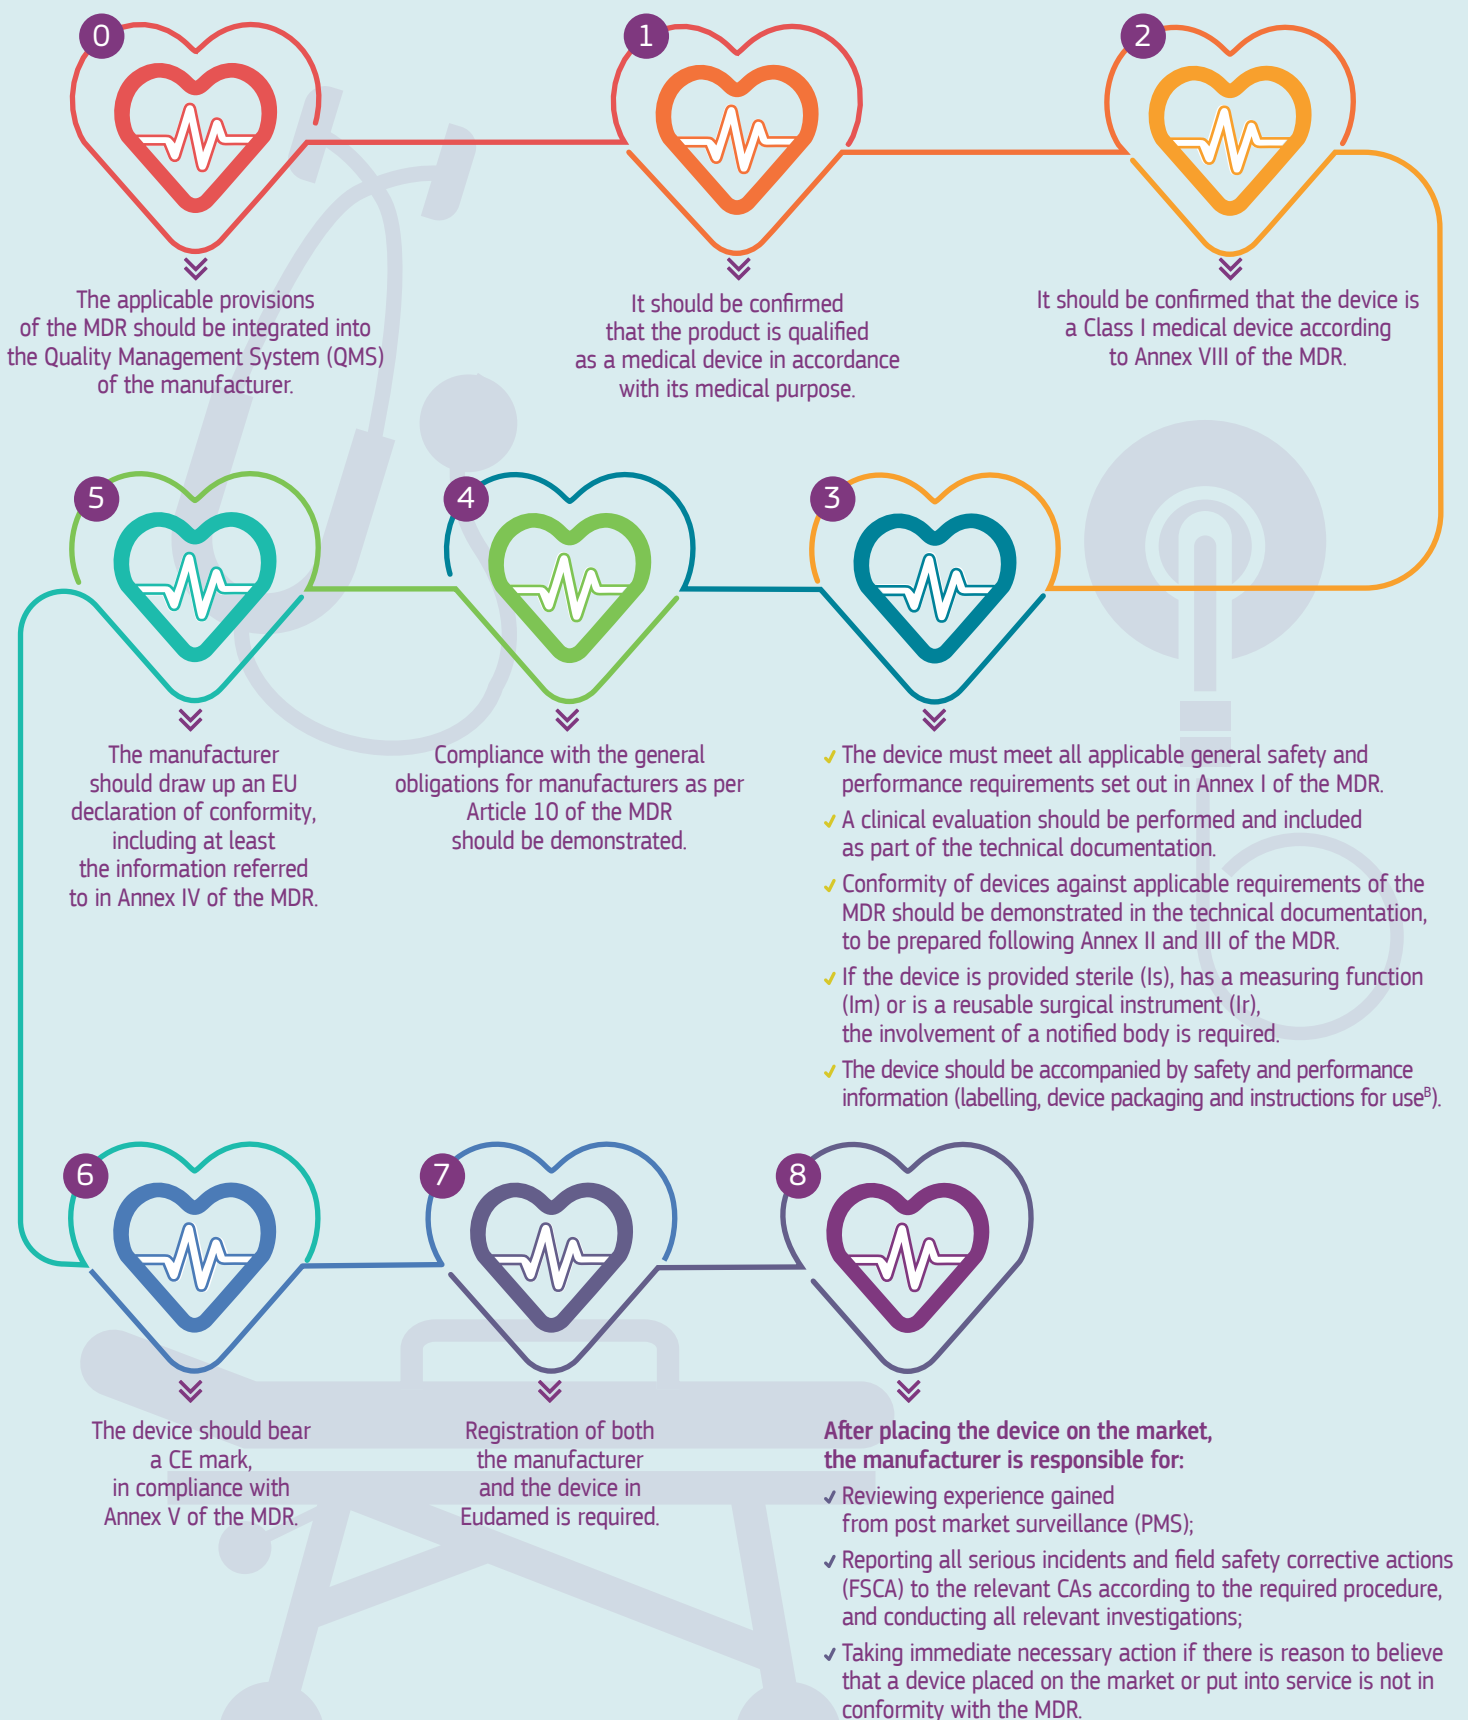 0
The applicable provisions
of the MDR should be integrated into
the Quality Management System (QMS)
of the manufacturer.
1
It should be confirmed
that the product is qualified
as a medical device in accordance
with its medical purpose.
2
It should be confirmed that the device is
a Class I medical device according
to Annex VIII of the MDR.
3
✓ The device must meet all applicable general safety and
performance requirements set out in Annex I of the MDR.
✓ A clinical evaluation should be performed and included
as part of the technical documentation.
✓ Conformity of devices against applicable requirements of the
MDR should be demonstrated in the technical documentation,
to be prepared following Annex II and III of the MDR.
✓ If the device is provided sterile (Is), has a measuring function
(Im) or is a reusable surgical instrument (Ir),
the involvement of a notified body is required.
✓ The device should be accompanied by safety and performance
information (labelling, device packaging and instructions for useᴮ).
4
Compliance with the general
obligations for manufacturers as per
Article 10 of the MDR
should be demonstrated.
5
The manufacturer
should draw up an EU
declaration of conformity,
including at least
the information referred
to in Annex IV of the MDR.
6
The device should bear
a CE mark,
in compliance with
Annex V of the MDR.
7
Registration of both
the manufacturer
and the device in
Eudamed is required.
8
After placing the device on the market,
the manufacturer is responsible for:
✓ Reviewing experience gained
from post market surveillance (PMS);
✓ Reporting all serious incidents and field safety corrective actions
(FSCA) to the relevant CAs according to the required procedure,
and conducting all relevant investigations;
✓ Taking immediate necessary action if there is reason to believe
that a device placed on the market or put into service is not in
conformity with the MDR.